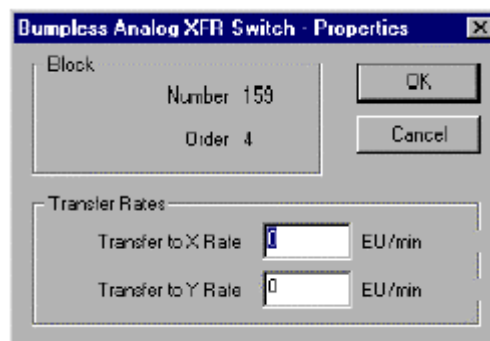 Bumpless Analog XFR Switch - Properties
Block
Number 159
Order 4
OK
Cancel
Transfer Rates
Transfer to X Rate 0 EU/min
Transfer to Y Rate 0 EU/min